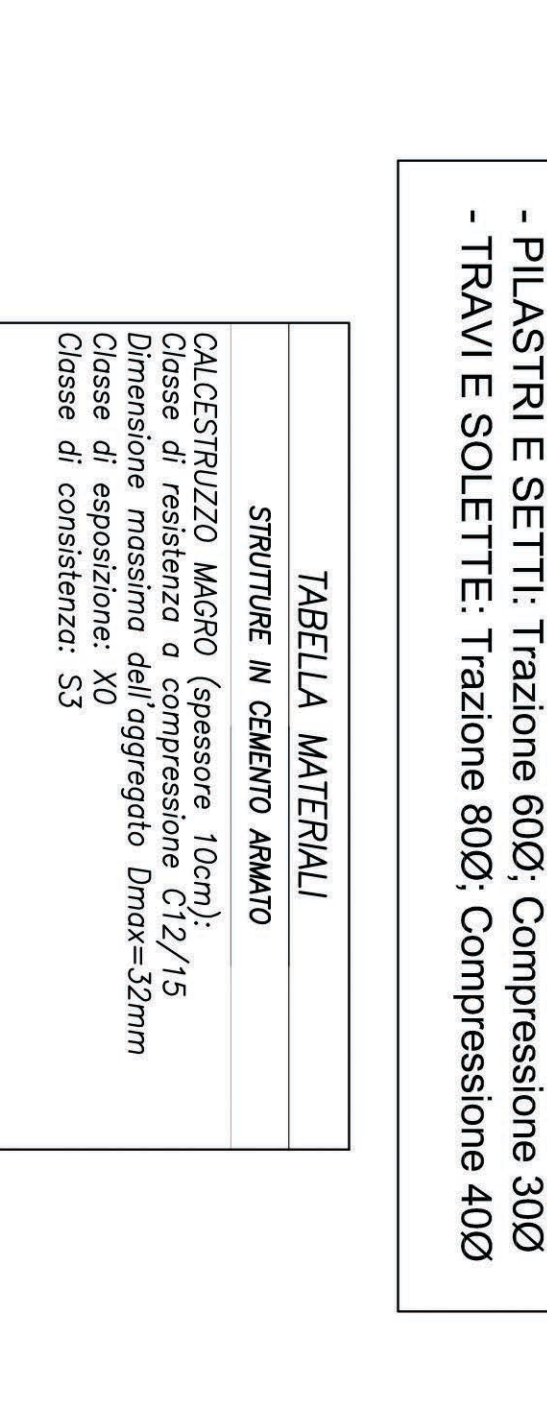 - PILASTRI E SETTI: Trazione 60Ø; Compressione 30Ø
- TRAVI E SOLETTE: Trazione 80Ø; Compressione 40Ø
TABELLA MATERIALI
STRUTTURE IN CEMENTO ARMATO
CALCESTRUZZO MAGRO (spessore 10cm):
Classe di resistenza a compressione C12/15
Dimensione massima dell'aggregato Dmax=32mm
Classe di esposizione: X0
Classe di consistenza: S3